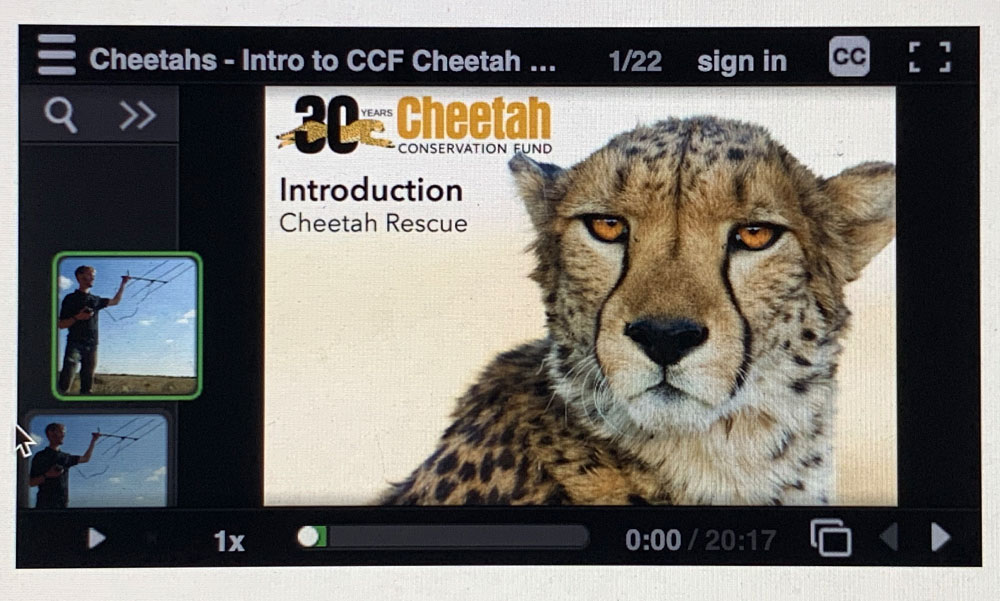 Cheetahs - Intro to CCF Cheetah ...
1/22
sign in
CC
30 YEARS Cheetah
CONSERVATION FUND
Introduction
Cheetah Rescue
1x
0:00 / 20:17